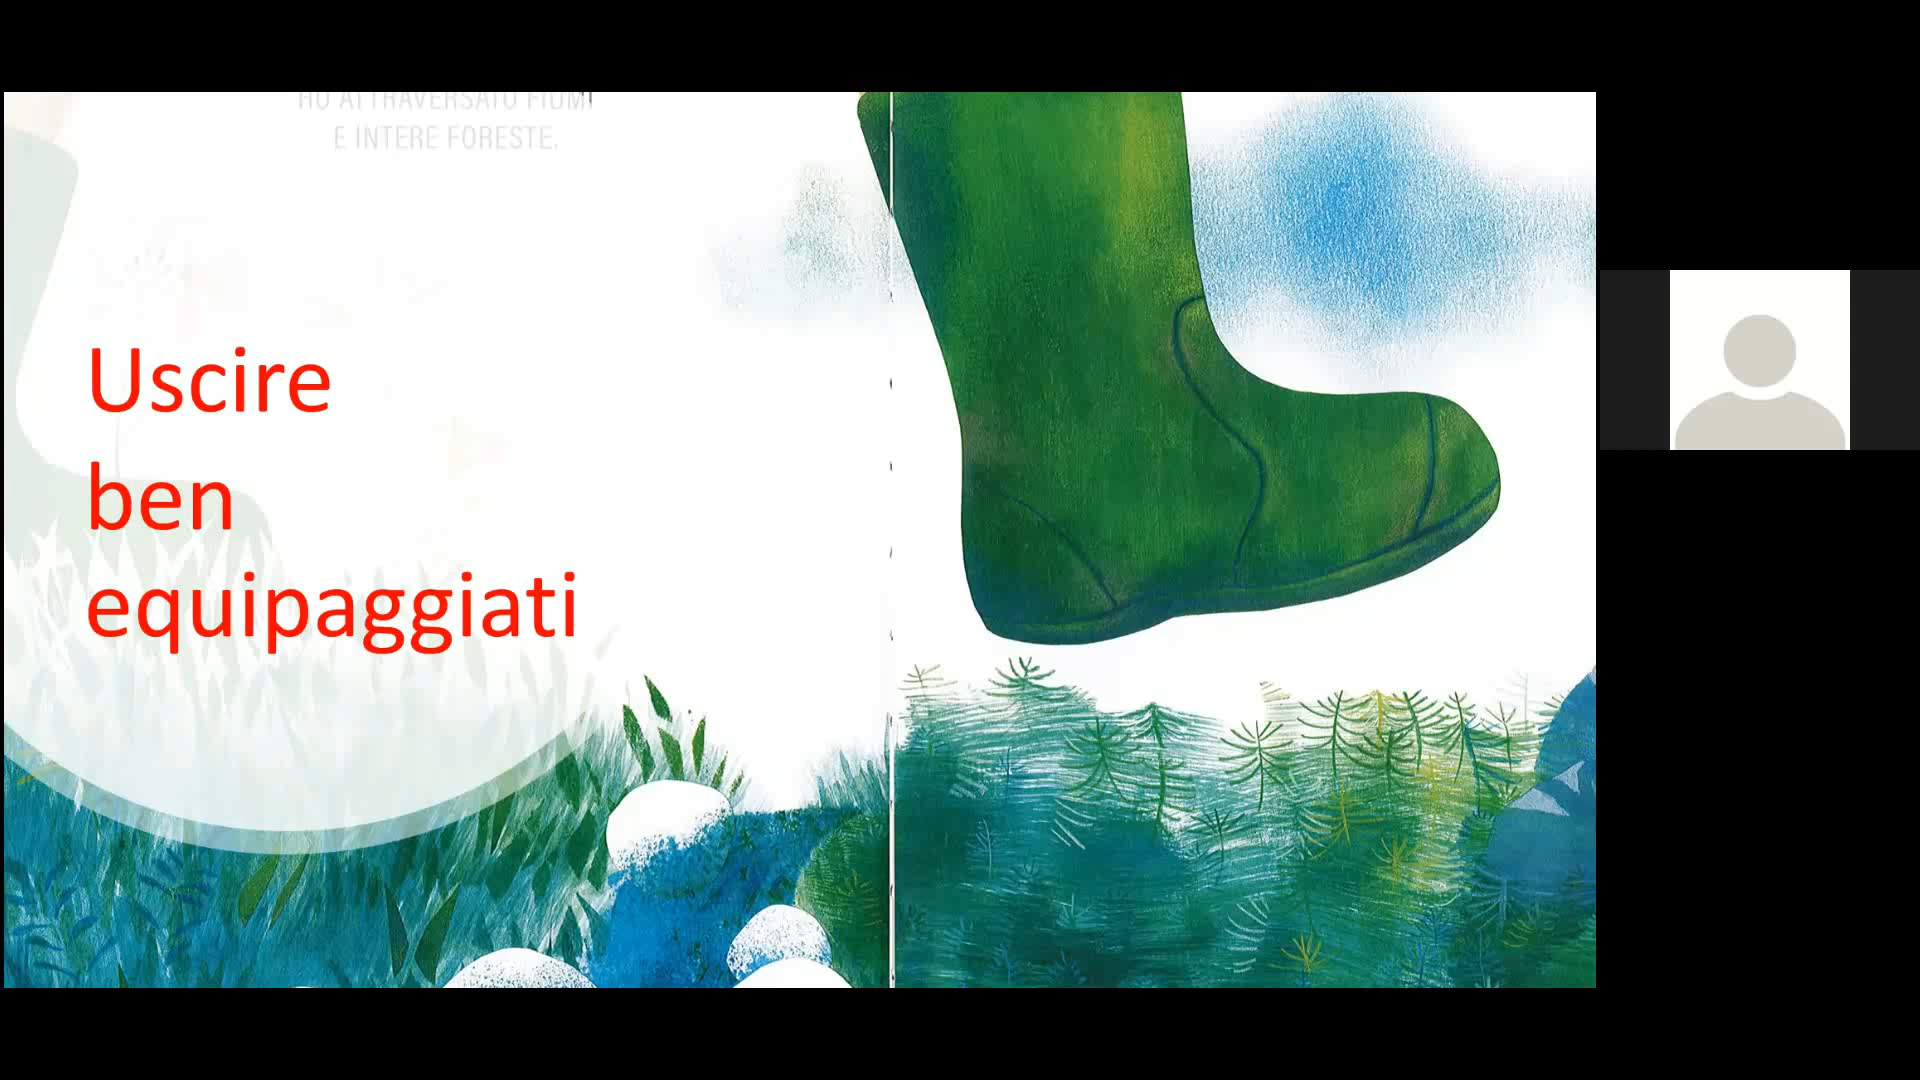 HO ATTRAVERSATO FIUMI
E INTERE FORESTE.
Uscire
ben
equipaggiati